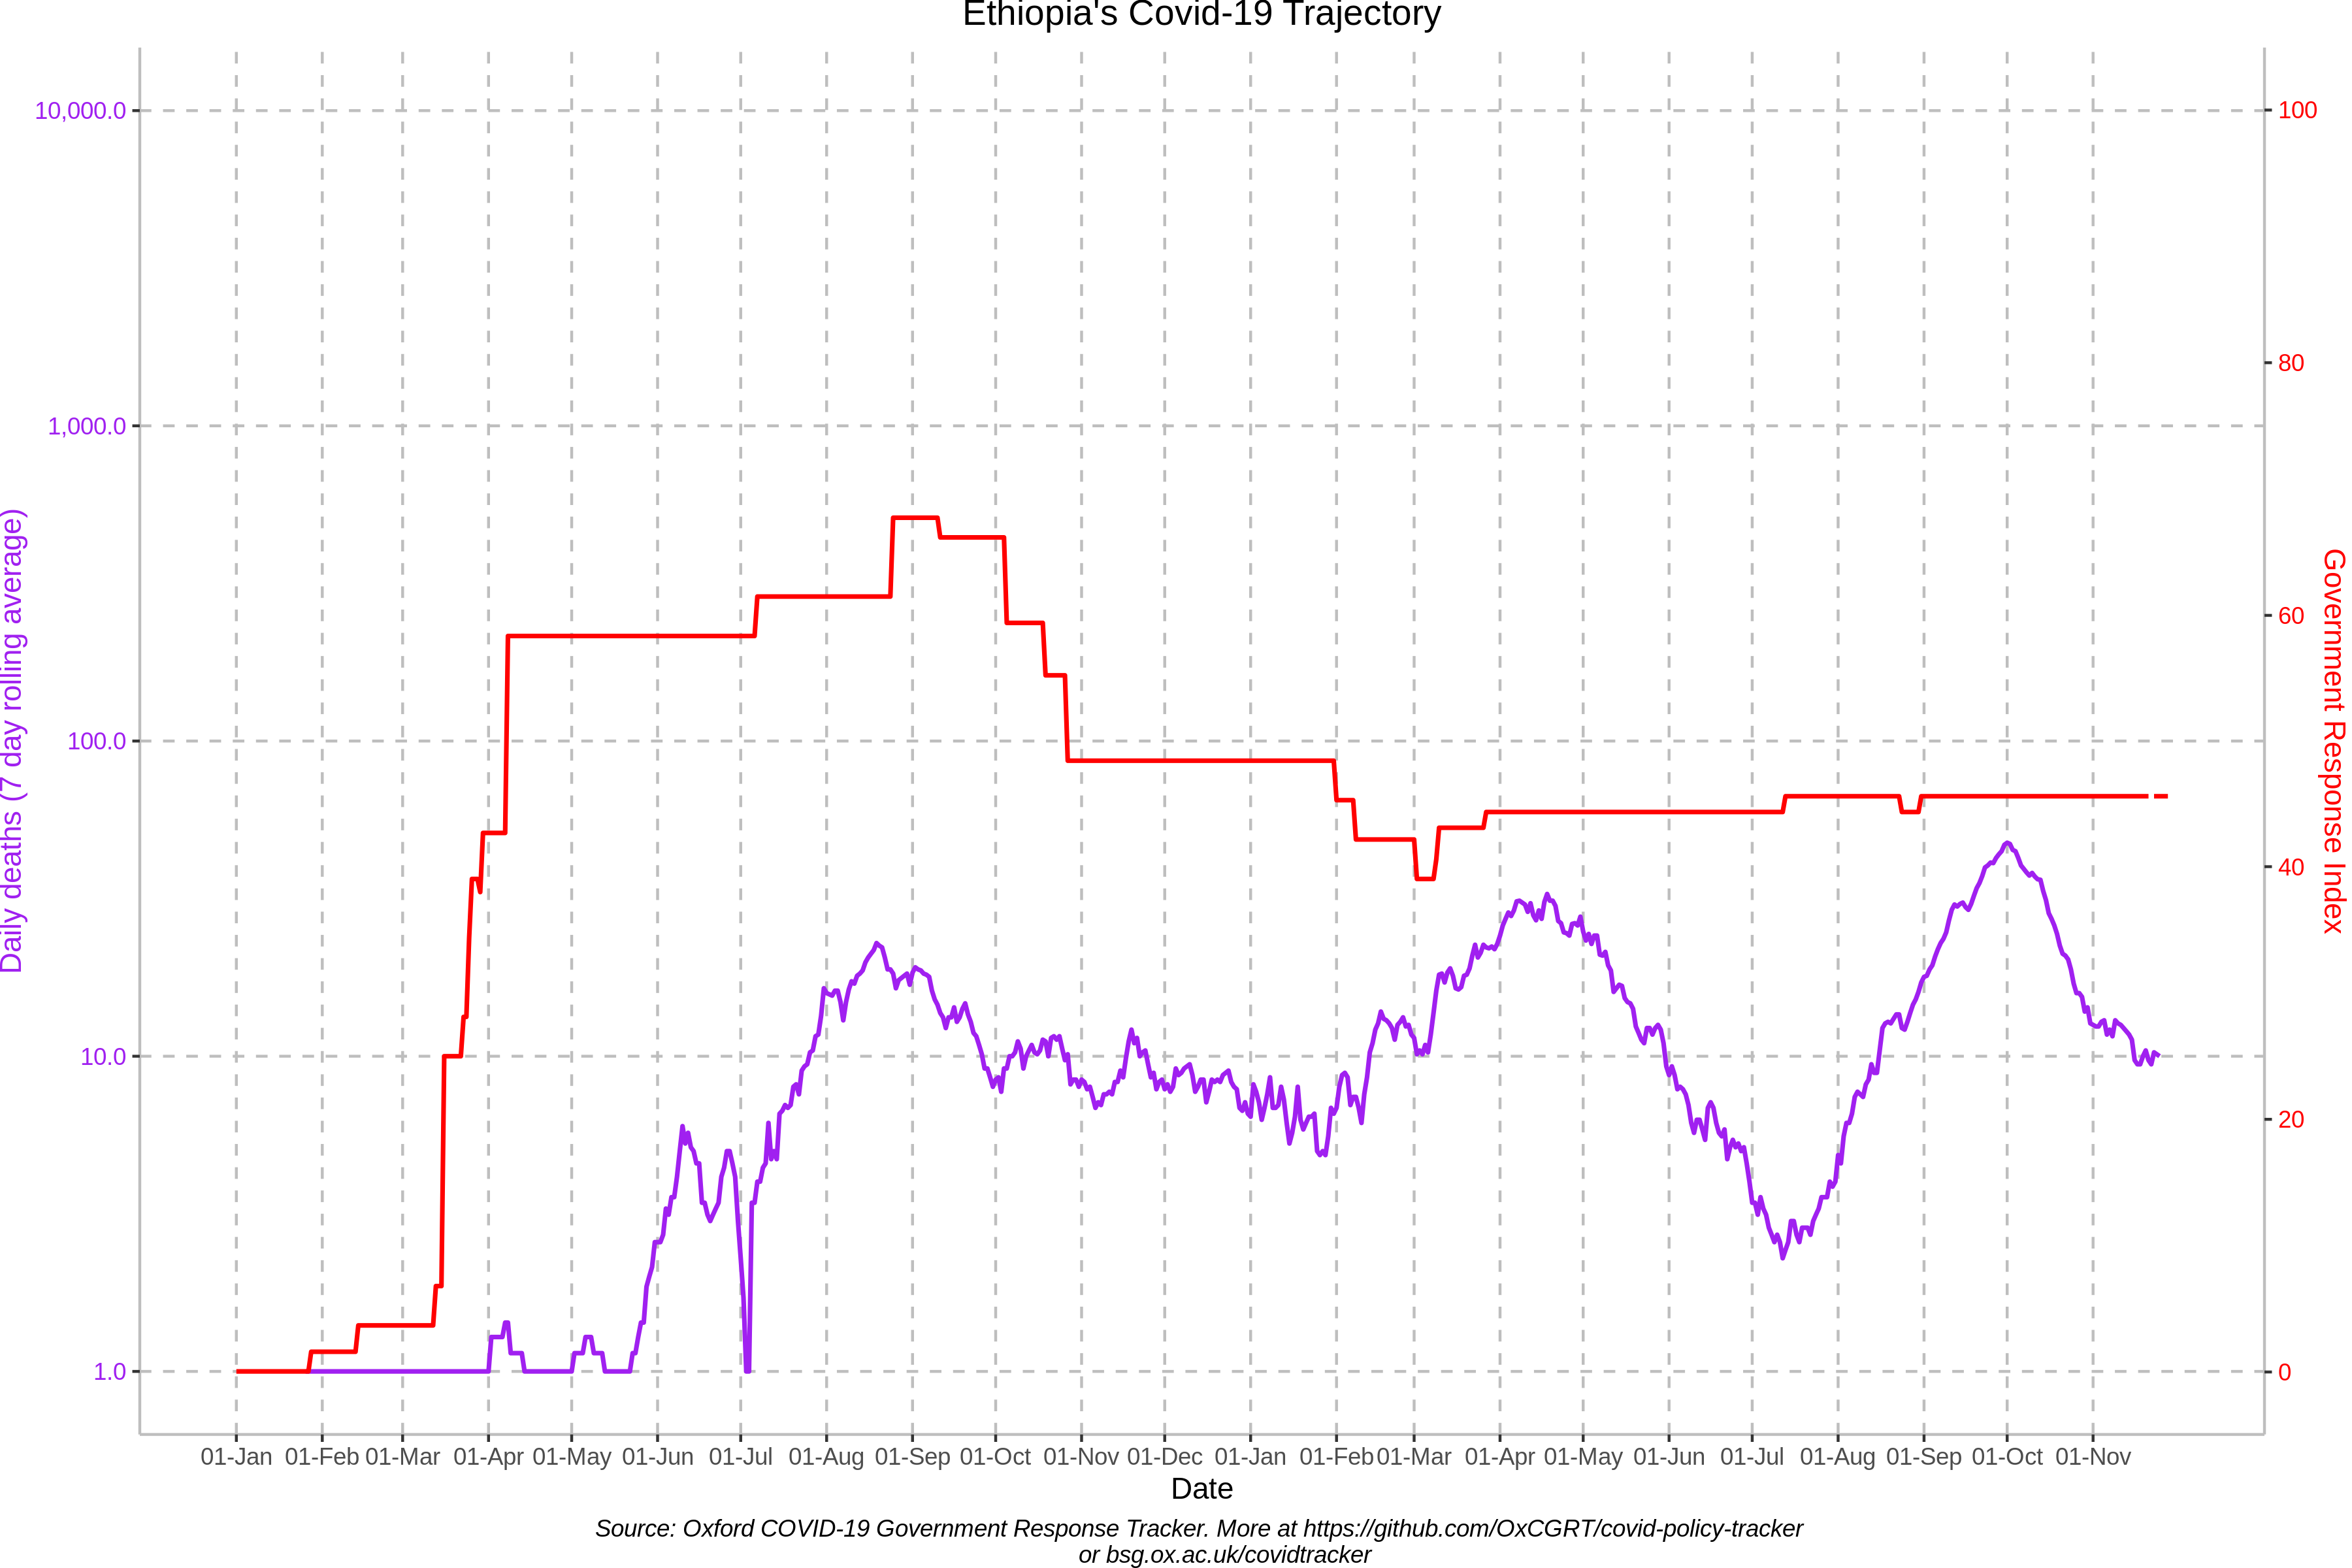 Ethiopia's Covid-19 Trajectory
10,000.0
1,000.0
100.0
10.0
1.0
Daily deaths (7 day rolling average)
100
80
60
40
20
0
Government Response Index
01-Jan 01-Feb 01-Mar 01-Apr 01-May 01-Jun 01-Jul 01-Aug 01-Sep 01-Oct 01-Nov 01-Dec 01-Jan 01-Feb 01-Mar 01-Apr 01-May 01-Jun 01-Jul 01-Aug 01-Sep 01-Oct 01-Nov
Date
Source: Oxford COVID-19 Government Response Tracker. More at https://github.com/OxCGRT/covid-policy-tracker
or bsg.ox.ac.uk/covidtracker